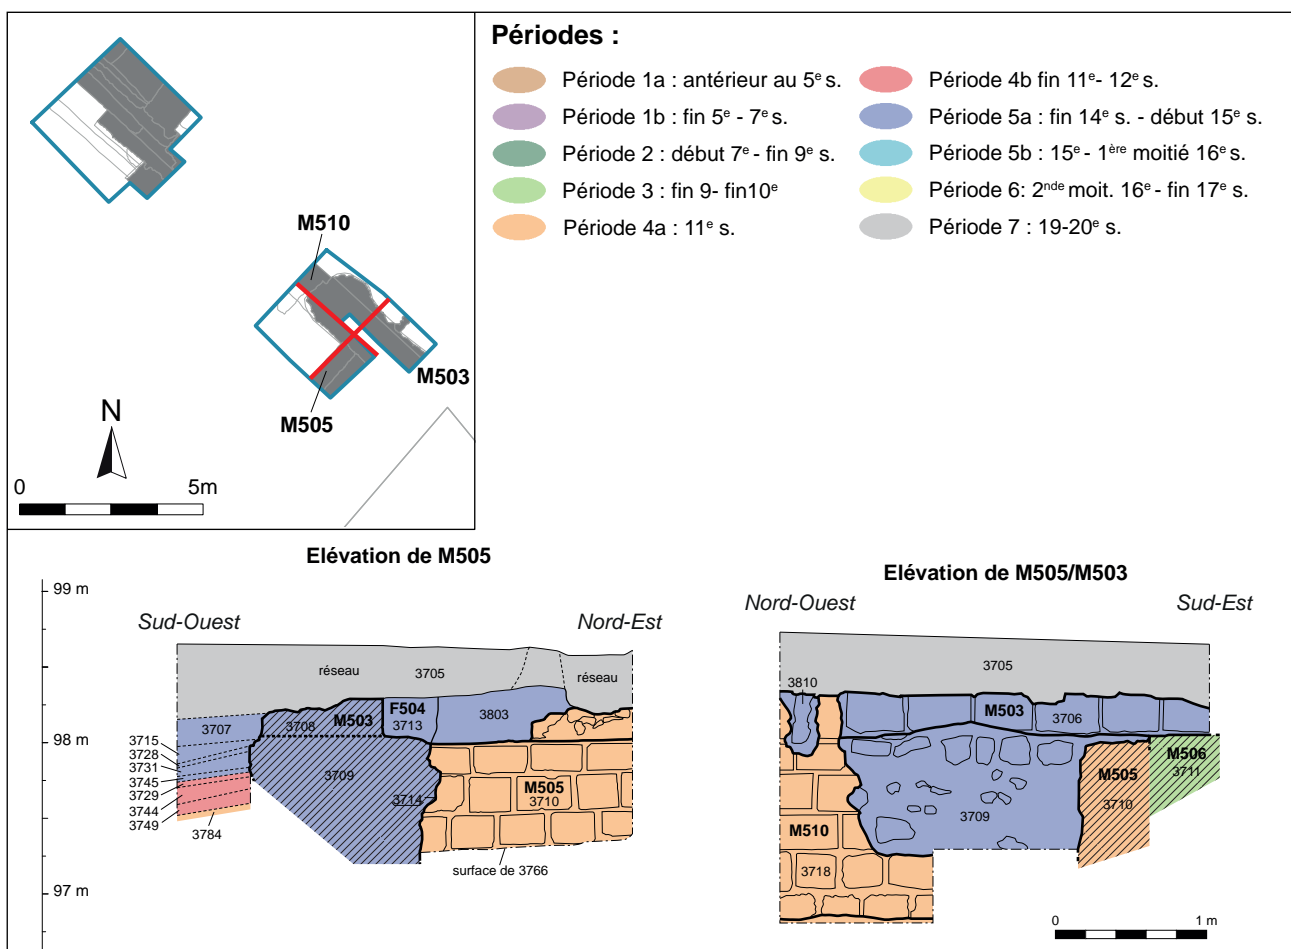 Périodes :
Période 1a : antérieur au 5e s.
Période 1b : fin 5e - 7e s.
Période 2 : début 7e - fin 9e s.
Période 3 : fin 9- fin10e
Période 4a : 11e s.
Période 4b fin 11e- 12e s.
Période 5a : fin 14e s. - début 15e s.
Période 5b : 15e - 1ère moitié 16e s.
Période 6: 2nde moit. 16e - fin 17e s.
Période 7 : 19-20e s.
M510
M503
M505
N
0 5m
Elévation de M505
99 m
98 m
97 m
Sud-Ouest
Nord-Est
réseau
3705
réseau
F504
3707
3708
M503
3713
3803
3715
3728
3731
3745
3729
3744
3749
3784
3709
3714
M505
3710
surface de 3766
Elévation de M505/M503
Nord-Ouest
Sud-Est
3705
3810
M503
3706
M506
3711
M505
3710
3709
M510
3718
0 1 m